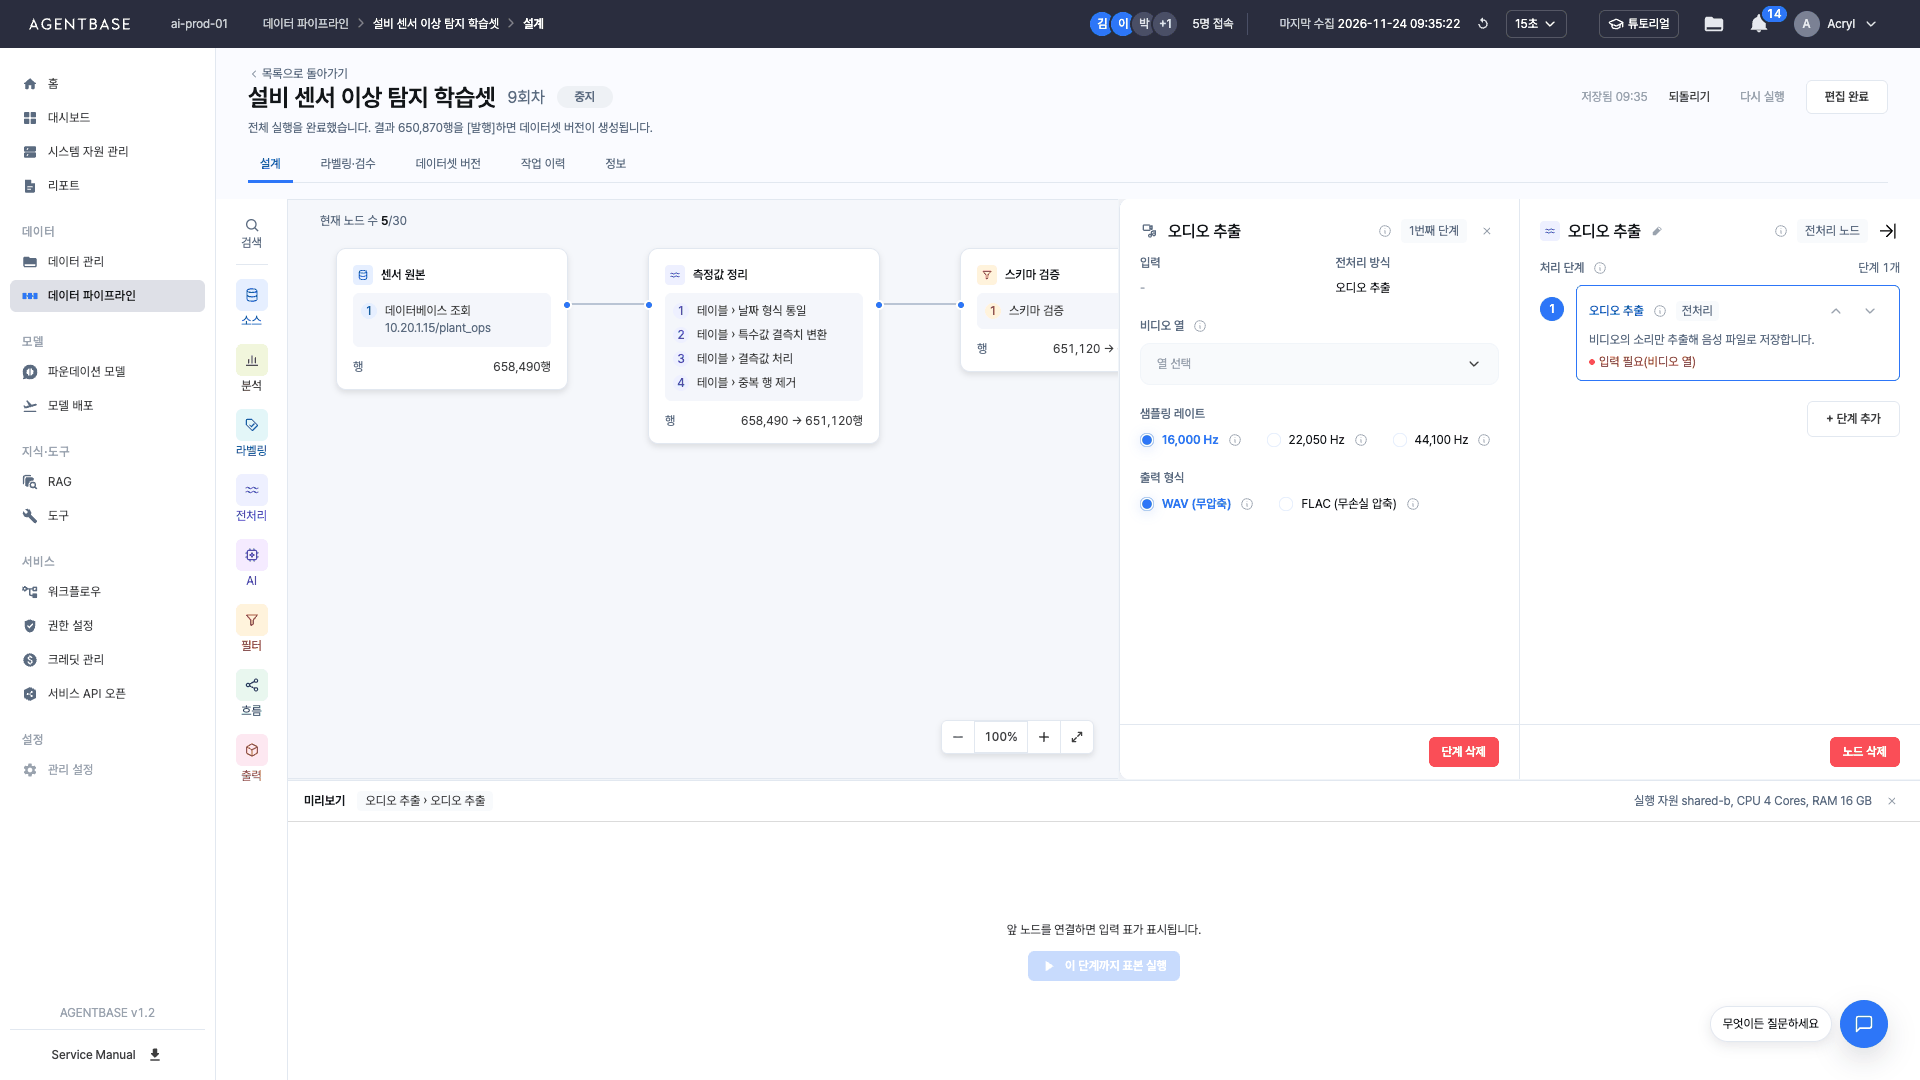 AGENTBASE
ai-prod-01
데이터 파이프라인 > 설비 센서 이상 탐지 학습셋 > 설계
김 이 박 +1 5명 접속
마지막 수집 2026-11-24 09:35:22
15초
튜토리얼
14
A Acryl
홈
대시보드
시스템 자원 관리
리포트
데이터
데이터 관리
데이터 파이프라인
모델
파운데이션 모델
모델 배포
지식·도구
RAG
도구
서비스
워크플로우
권한 설정
크레딧 관리
서비스 API 오픈
설정
관리 설정
AGENTBASE v1.2
Service Manual
목록으로 돌아가기
설비 센서 이상 탐지 학습셋 9회차 중지
저장됨 09:35 되돌리기 다시 실행 편집 완료
전체 실행을 완료했습니다. 결과 650,870행을 [발행]하면 데이터셋 버전이 생성됩니다.
설계 라벨링·검수 데이터셋 버전 작업 이력 정보
검색
소스
분석
라벨링
전처리
AI
필터
흐름
출력
현재 노드 수 5/30
센서 원본
1 데이터베이스 조회
10.20.1.15/plant_ops
행 658,490행
측정값 정리
1 테이블 › 날짜 형식 통일
2 테이블 › 특수값 결측치 변환
3 테이블 › 결측값 처리
4 테이블 › 중복 행 제거
행 658,490 → 651,120행
스키마 검증
1 스키마 검증
행 651,120 →
100%
오디오 추출 1번째 단계
입력 전처리 방식
- 오디오 추출
비디오 열
열 선택
샘플링 레이트
16,000 Hz 22,050 Hz 44,100 Hz
출력 형식
WAV (무압축) FLAC (무손실 압축)
단계 삭제
오디오 추출 전처리 노드
처리 단계 단계 1개
1 오디오 추출 전처리
비디오의 소리만 추출해 음성 파일로 저장합니다.
입력 필요(비디오 열)
+ 단계 추가
노드 삭제
미리보기 오디오 추출 › 오디오 추출
실행 자원 shared-b, CPU 4 Cores, RAM 16 GB
앞 노드를 연결하면 입력 표가 표시됩니다.
이 단계까지 표본 실행
무엇이든 질문하세요